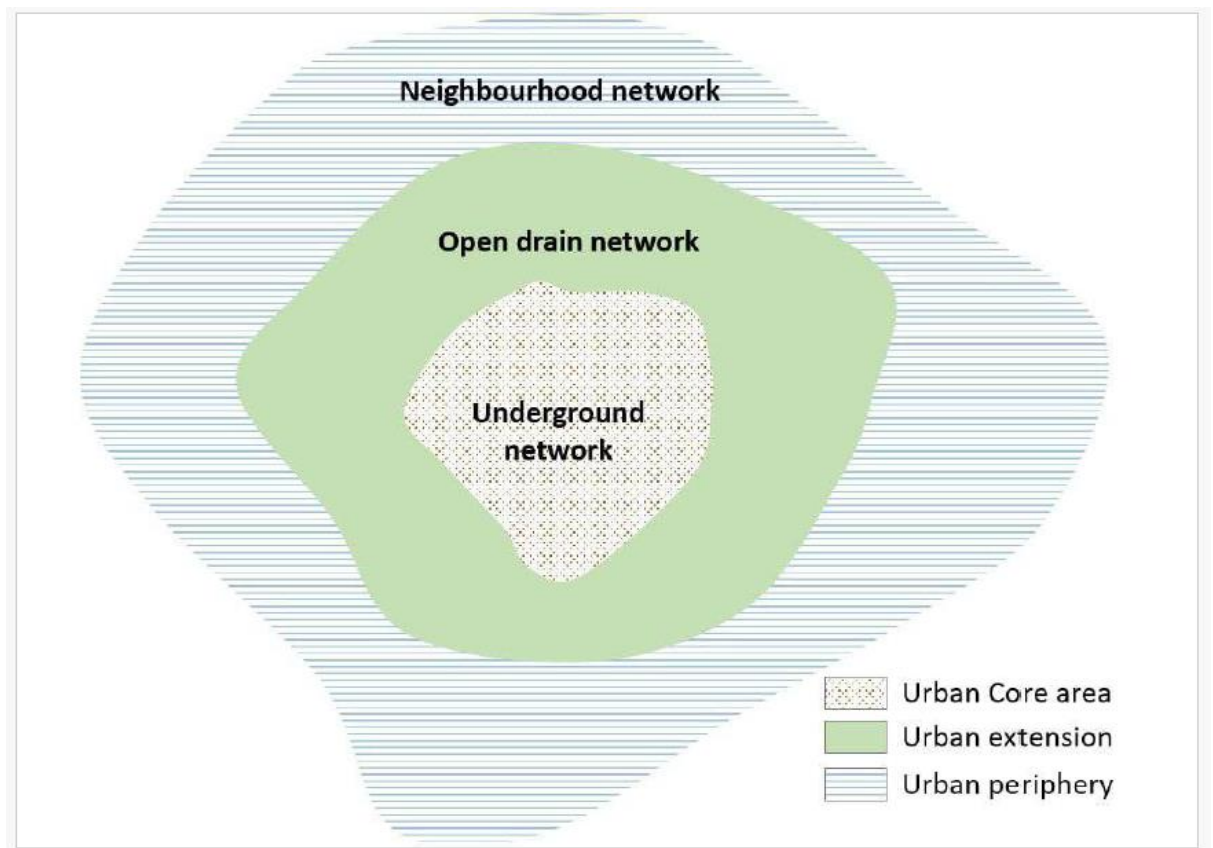 Neighbourhood network
Open drain network
Underground
network
Urban Core area
Urban extension
Urban periphery